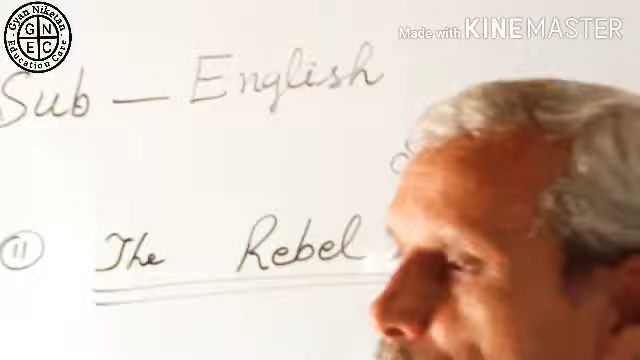 Gyan Niketan
G N
E C
Education Care
Made with KINEMASTER
Sub — English
11 The Rebel